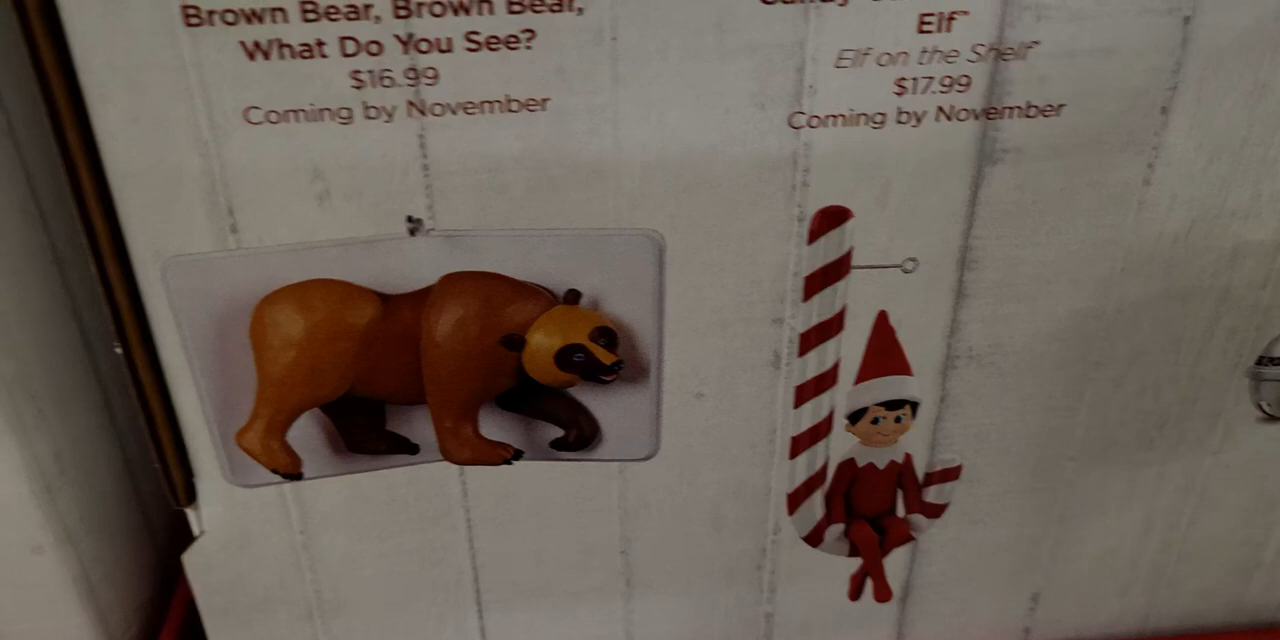 Brown Bear, Brown Bear,
What Do You See?
$16.99
Coming by November
Elf™
Elf on the Shelf®
$17.99
Coming by November